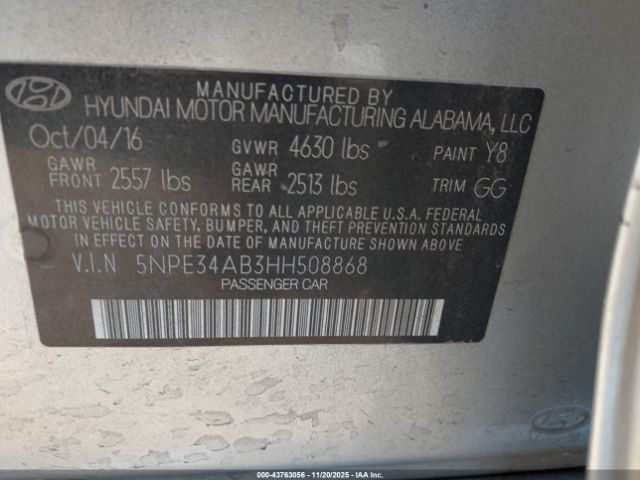 MANUFACTURED BY
HYUNDAI MOTOR MANUFACTURING ALABAMA, LLC
Oct/04/16 GVWR 4630 lbs PAINT Y8
GAWR FRONT 2557 lbs GAWR REAR 2513 lbs TRIM GG
THIS VEHICLE CONFORMS TO ALL APPLICABLE U.S.A. FEDERAL
MOTOR VEHICLE SAFETY, BUMPER, AND THEFT PREVENTION STANDARDS
IN EFFECT ON THE DATE OF MANUFACTURE SHOWN ABOVE.
V.I.N 5NPE34AB3HH508868
PASSENGER CAR
000-43763056 - 11/20/2025 - © Copyright IAA, Inc.